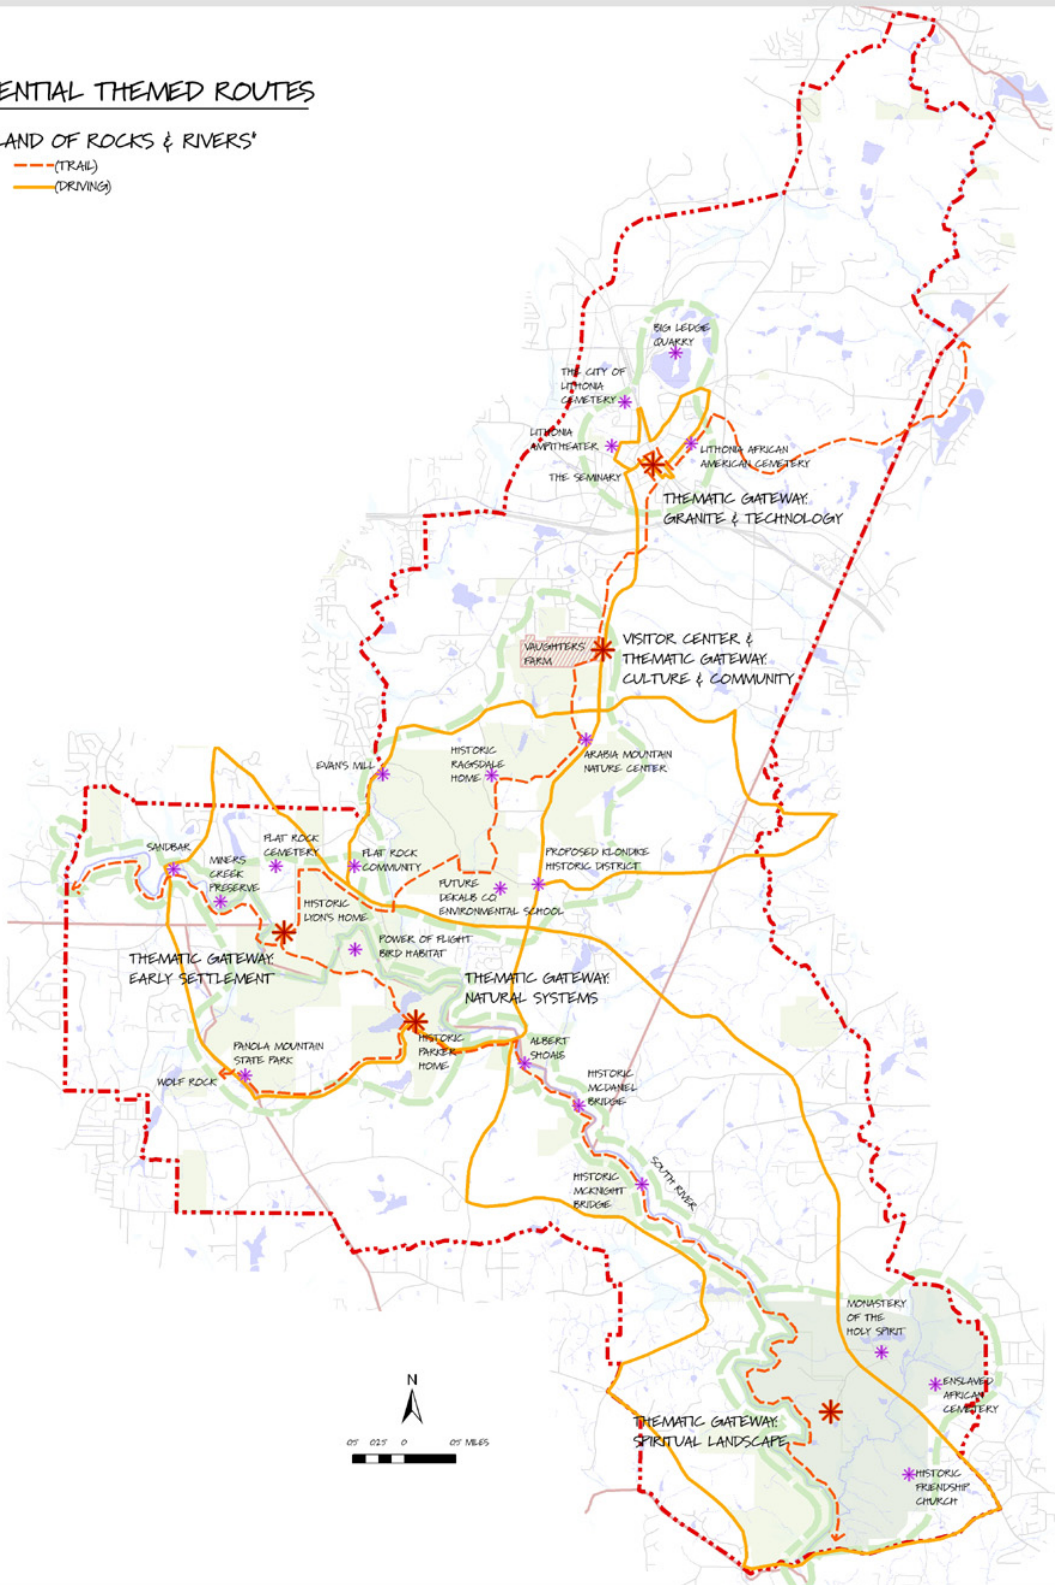 ENTIAL THEMED ROUTES
LAND OF ROCKS & RIVERS"
(TRAIL)
(DRIVING)
BIG LEDGE
QUARRY
THE CITY OF
LITHONIA
CEMETERY
LITHONIA
AMPITHEATER
LITHONIA AFRICAN
AMERICAN CEMETERY
THE SEMINARY
THEMATIC GATEWAY:
GRANITE & TECHNOLOGY
VAUGHTERS'
FARM
VISITOR CENTER &
THEMATIC GATEWAY:
CULTURE & COMMUNITY
EVAN'S MILL
HISTORIC
RAGSDALE
HOME
ARABIA MOUNTAIN
NATURE CENTER
SANDBAR
MINERS
CREEK
PRESERVE
FLAT ROCK
CEMETERY
FLAT ROCK
COMMUNITY
PROPOSED KLONDIKE
HISTORIC DISTRICT
FUTURE
DEKALB CO.
ENVIRONMENTAL SCHOOL
HISTORIC
LYON'S HOME
POWER OF FLIGHT
BIRD HABITAT
THEMATIC GATEWAY:
EARLY SETTLEMENT
THEMATIC GATEWAY:
NATURAL SYSTEMS
HISTORIC
PARKER
HOME
ALBERT
SHOALS
PANOLA MOUNTAIN
STATE PARK
WOLF ROCK
HISTORIC
MCDANIEL
BRIDGE
HISTORIC
MCKNIGHT
BRIDGE
SOUTH RIVER
MONASTERY
OF THE
HOLY SPIRIT
ENSLAVED
AFRICAN
CEMETERY
THEMATIC GATEWAY:
SPIRITUAL LANDSCAPE
HISTORIC
FRIENDSHIP
CHURCH
N
0.5 0.25 0 0.5 MILES